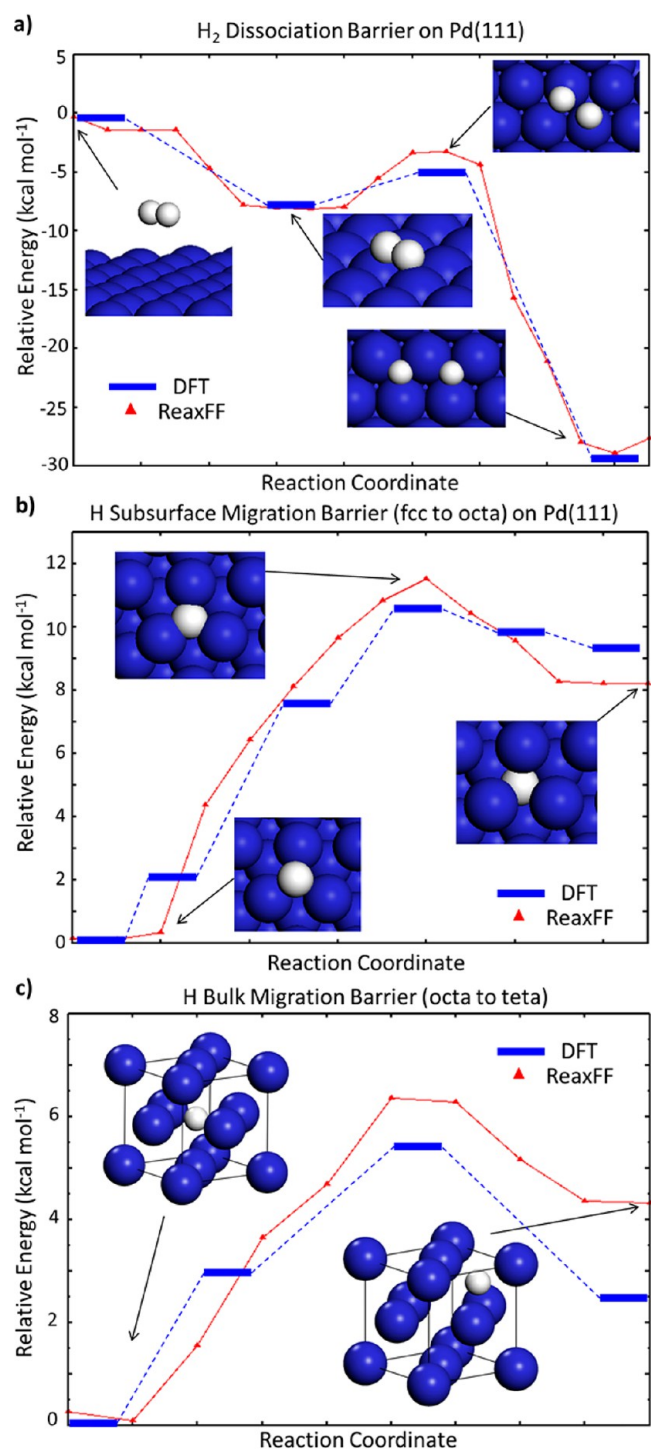 a)
H₂ Dissociation Barrier on Pd(111)
5
0
-5
-10
-15
-20
-25
-30
Relative Energy (kcal mol⁻¹)
DFT
ReaxFF
Reaction Coordinate
b)
H Subsurface Migration Barrier (fcc to octa) on Pd(111)
12
10
8
6
4
2
0
Relative Energy (kcal mol⁻¹)
DFT
ReaxFF
Reaction Coordinate
c)
H Bulk Migration Barrier (octa to teta)
8
6
4
2
0
Relative Energy (kcal mol⁻¹)
DFT
ReaxFF
Reaction Coordinate